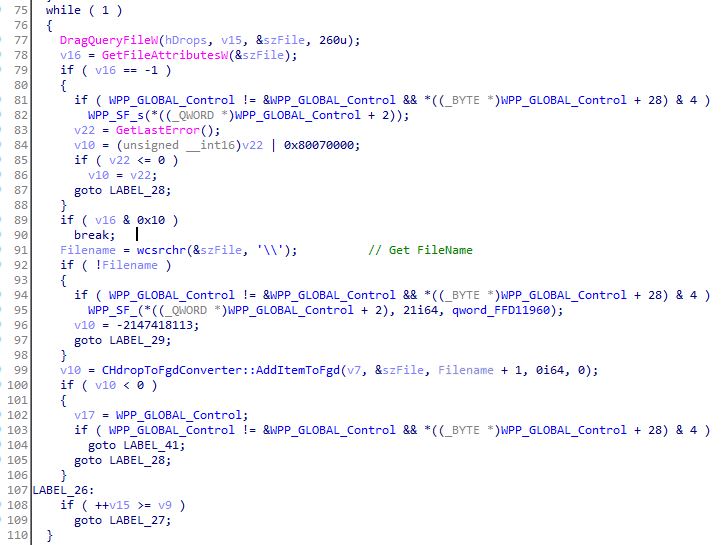 75 while ( 1 )
76 {
77 DragQueryFileW(hDrops, v15, &szFile, 260u);
78 v16 = GetFileAttributesW(&szFile);
79 if ( v16 == -1 )
80 {
81 if ( WPP_GLOBAL_Control != &WPP_GLOBAL_Control && *((_BYTE *)WPP_GLOBAL_Control + 28) & 4 )
82 WPP_SF_s(*((_QWORD *)WPP_GLOBAL_Control + 2));
83 v22 = GetLastError();
84 v10 = (unsigned __int16)v22 | 0x80070000;
85 if ( v22 <= 0 )
86 v10 = v22;
87 goto LABEL_28;
88 }
89 if ( v16 & 0x10 )
90 break;
91 Filename = wcsrchr(&szFile, '\\'); // Get FileName
92 if ( !Filename )
93 {
94 if ( WPP_GLOBAL_Control != &WPP_GLOBAL_Control && *((_BYTE *)WPP_GLOBAL_Control + 28) & 4 )
95 WPP_SF_(*((_QWORD *)WPP_GLOBAL_Control + 2), 21i64, qword_FFD11960);
96 v10 = -2147418113;
97 goto LABEL_29;
98 }
99 v10 = CHdropToFgdConverter::AddItemToFgd(v7, &szFile, Filename + 1, 0i64, 0);
100 if ( v10 < 0 )
101 {
102 v17 = WPP_GLOBAL_Control;
103 if ( WPP_GLOBAL_Control != &WPP_GLOBAL_Control && *((_BYTE *)WPP_GLOBAL_Control + 28) & 4 )
104 goto LABEL_41;
105 goto LABEL_28;
106 }
107 LABEL_26:
108 if ( ++v15 >= v9 )
109 goto LABEL_27;
110 }